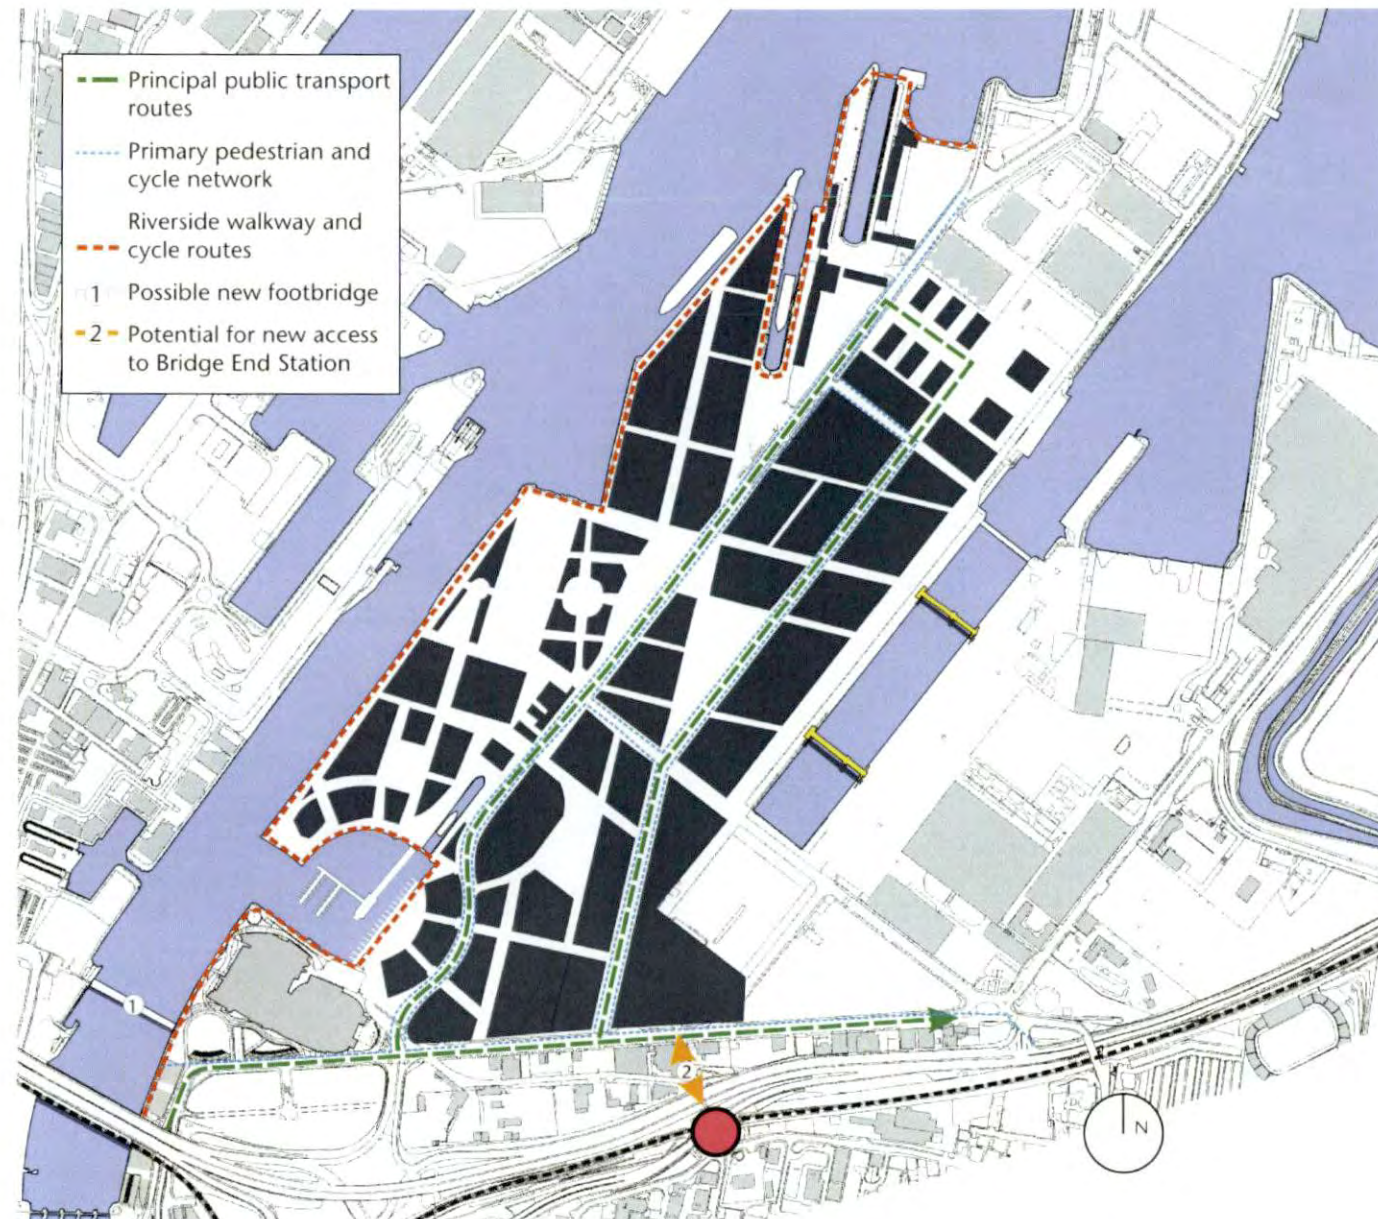 Principal public transport
routes
Primary pedestrian and
cycle network
Riverside walkway and
cycle routes
1 Possible new footbridge
2 Potential for new access
to Bridge End Station
1
2
N